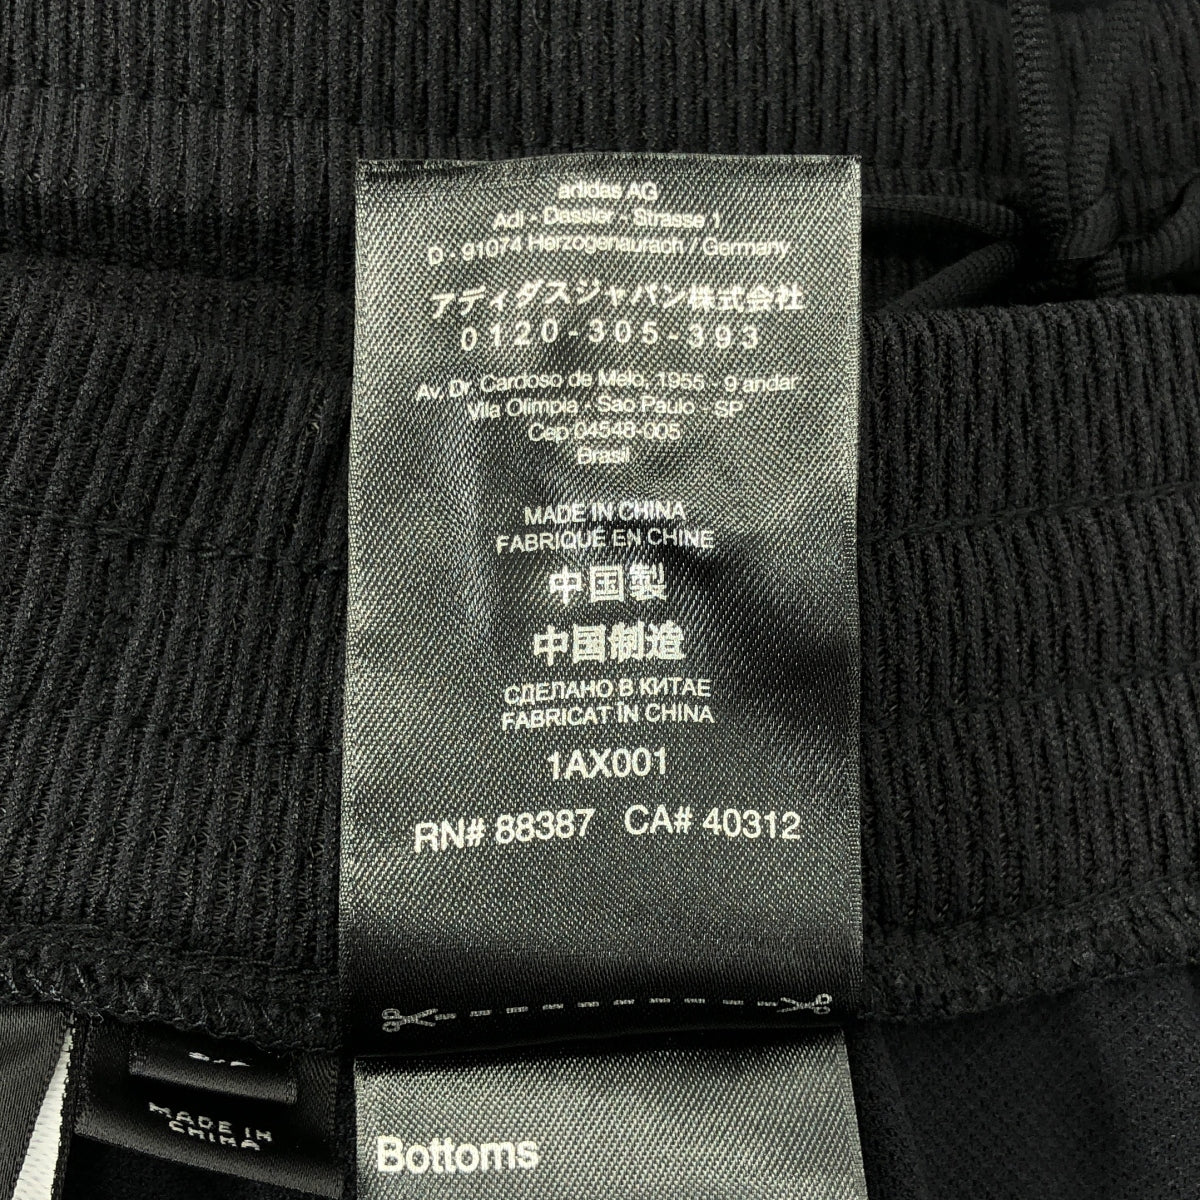 adidas AG
Adi - Dassler - Strasse 1
D - 91074 Herzogenaurach / Germany
アディダスジャパン株式会社
0120-305-393
Av. Dr. Cardoso de Melo, 1955 - 9 andar
Vila Olimpia - Sao Paulo - SP
Cep 04548-005
Brasil
MADE IN CHINA
FABRIQUE EN CHINE
中国製
中国制造
СДЕЛАНО В КИТАЕ
FABRICAT ÎN CHINA
1AX001
RN# 88387 CA# 40312
MADE IN
CHINA
Bottoms